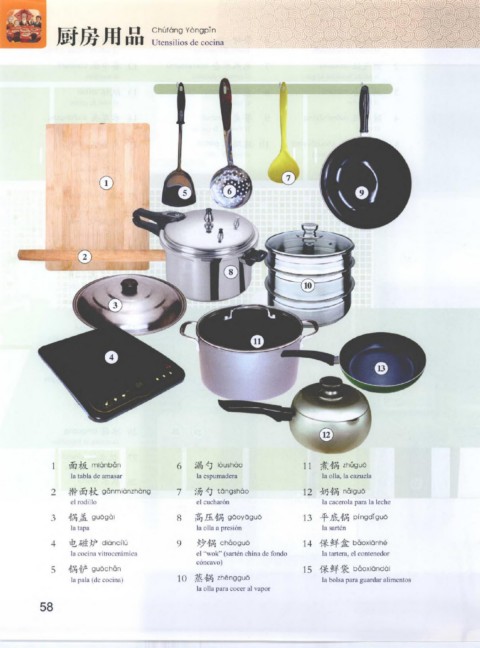 厨房用品 Chúfáng Yòngpǐn
Utensilios de cocina
1
2
3
4
5
6
7
8
9
10
11
12
13
1 面板 miànbǎn
la tabla de amasar
2 擀面杖 gǎnmiànzhàng
el rodillo
3 锅盖 guōgài
la tapa
4 电磁炉 diàncílú
la cocina vitrocerámica
5 锅铲 guōchǎn
la pala (de cocina)
6 漏勺 lòusháo
la espumadera
7 汤勺 tāngsháo
el cucharón
8 高压锅 gāoyāguō
la olla a presión
9 炒锅 chǎoguō
el "wok" (sartén china de fondo
cóncavo)
10 蒸锅 zhēngguō
la olla para cocer al vapor
11 煮锅 zhǔguō
la olla, la cazuela
12 奶锅 nǎiguō
la cacerola para la leche
13 平底锅 píngdǐguō
la sartén
14 保鲜盒 bǎoxiānhé
la tartera, el contenedor
15 保鲜袋 bǎoxiāndài
la bolsa para guardar alimentos
58